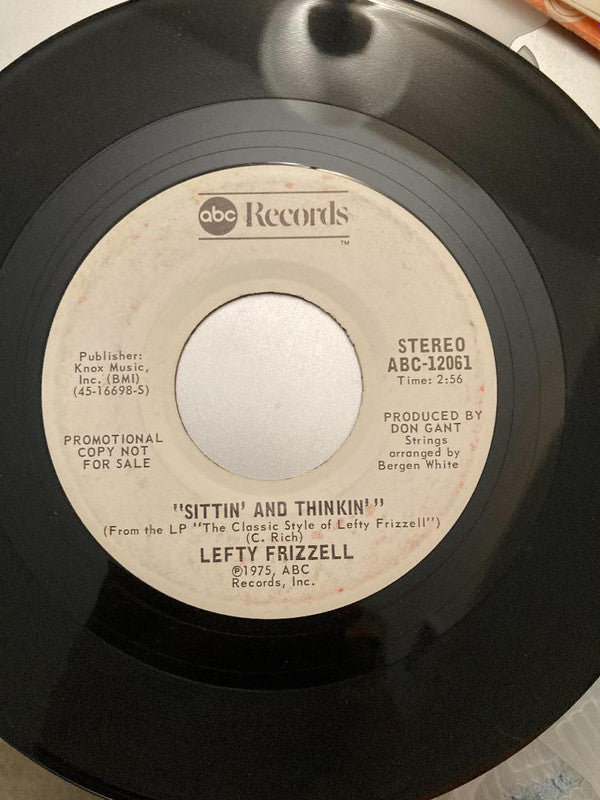 abc Records
TM
Publisher:
Knox Music,
Inc. (BMI)
(45-16698-S)
STEREO
ABC-12061
Time: 2:56
PROMOTIONAL
COPY NOT
FOR SALE
PRODUCED BY
DON GANT
Strings
arranged by
Bergen White
"SITTIN' AND THINKIN'"
(From the LP "The Classic Style of Lefty Frizzell")
(C. Rich)
LEFTY FRIZZELL
℗1975, ABC
Records, Inc.